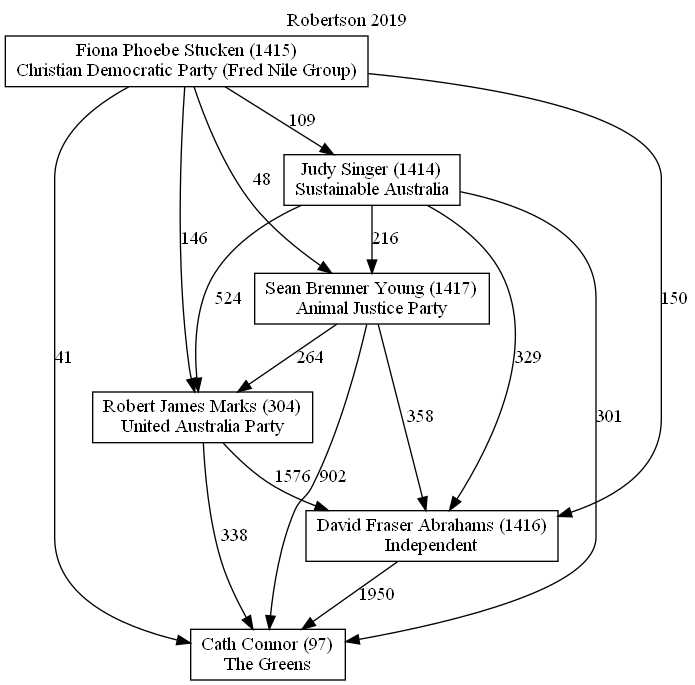 Robertson 2019
Fiona Phoebe Stucken (1415)
Christian Democratic Party (Fred Nile Group)
109
Judy Singer (1414)
Sustainable Australia
48
146
216
Sean Bremner Young (1417)
Animal Justice Party
524
150
41
264
329
Robert James Marks (304)
United Australia Party
358
301
1576
902
David Fraser Abrahams (1416)
Independent
338
1950
Cath Connor (97)
The Greens